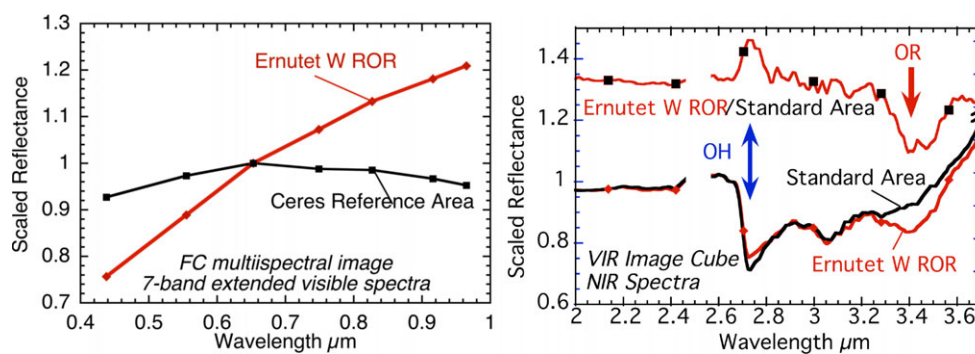 1.3
1.2
1.1
1
0.9
0.8
0.7
Scaled Reflectance
Ernutet W ROR
Ceres Reference Area
FC multiispectral image
7-band extended visible spectra
0.4 0.5 0.6 0.7 0.8 0.9 1
Wavelength µm
1.4
1.2
1
0.8
0.6
Scaled Reflectance
OR
Ernutet W ROR/Standard Area
OH
Standard Area
VIR Image Cube
NIR Spectra
Ernutet W ROR
2 2.2 2.4 2.6 2.8 3 3.2 3.4 3.6
Wavelength µm